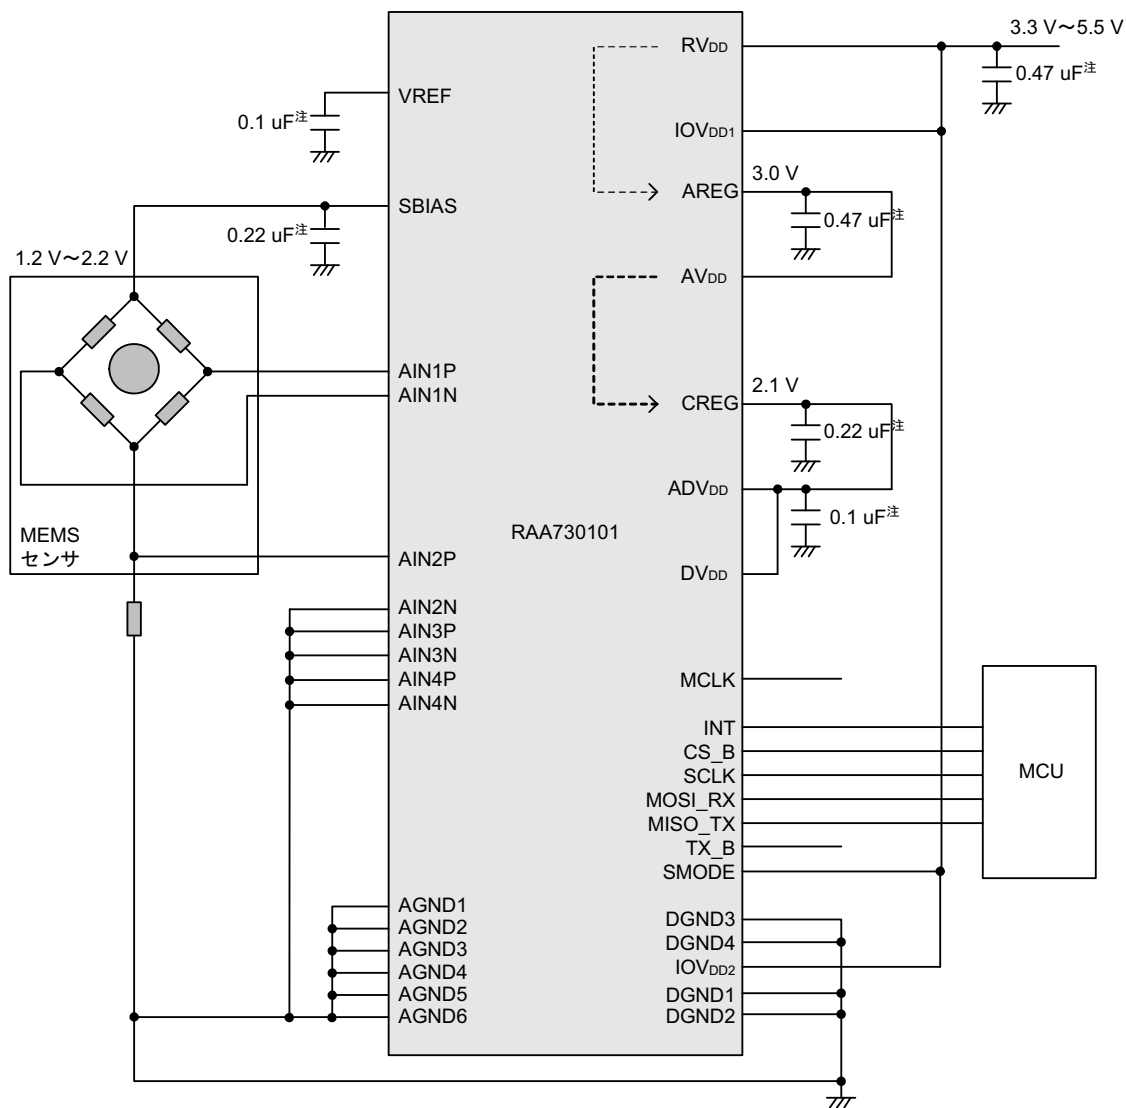 3.3 V～5.5 V
RVDD
0.47 uF注
VREF
0.1 uF注
IOVDD1
3.0 V
AREG
SBIAS
0.47 uF注
0.22 uF注
1.2 V～2.2 V
AVDD
AIN1P
2.1 V
AIN1N
CREG
0.22 uF注
ADVDD
0.1 uF注
RAA730101
MEMS
センサ
AIN2P
DVDD
AIN2N
AIN3P
AIN3N
AIN4P
MCLK
AIN4N
INT
CS_B
SCLK
MCU
MOSI_RX
MISO_TX
TX_B
SMODE
AGND1
DGND3
AGND2
DGND4
AGND3
IOVDD2
AGND4
AGND5
DGND1
AGND6
DGND2